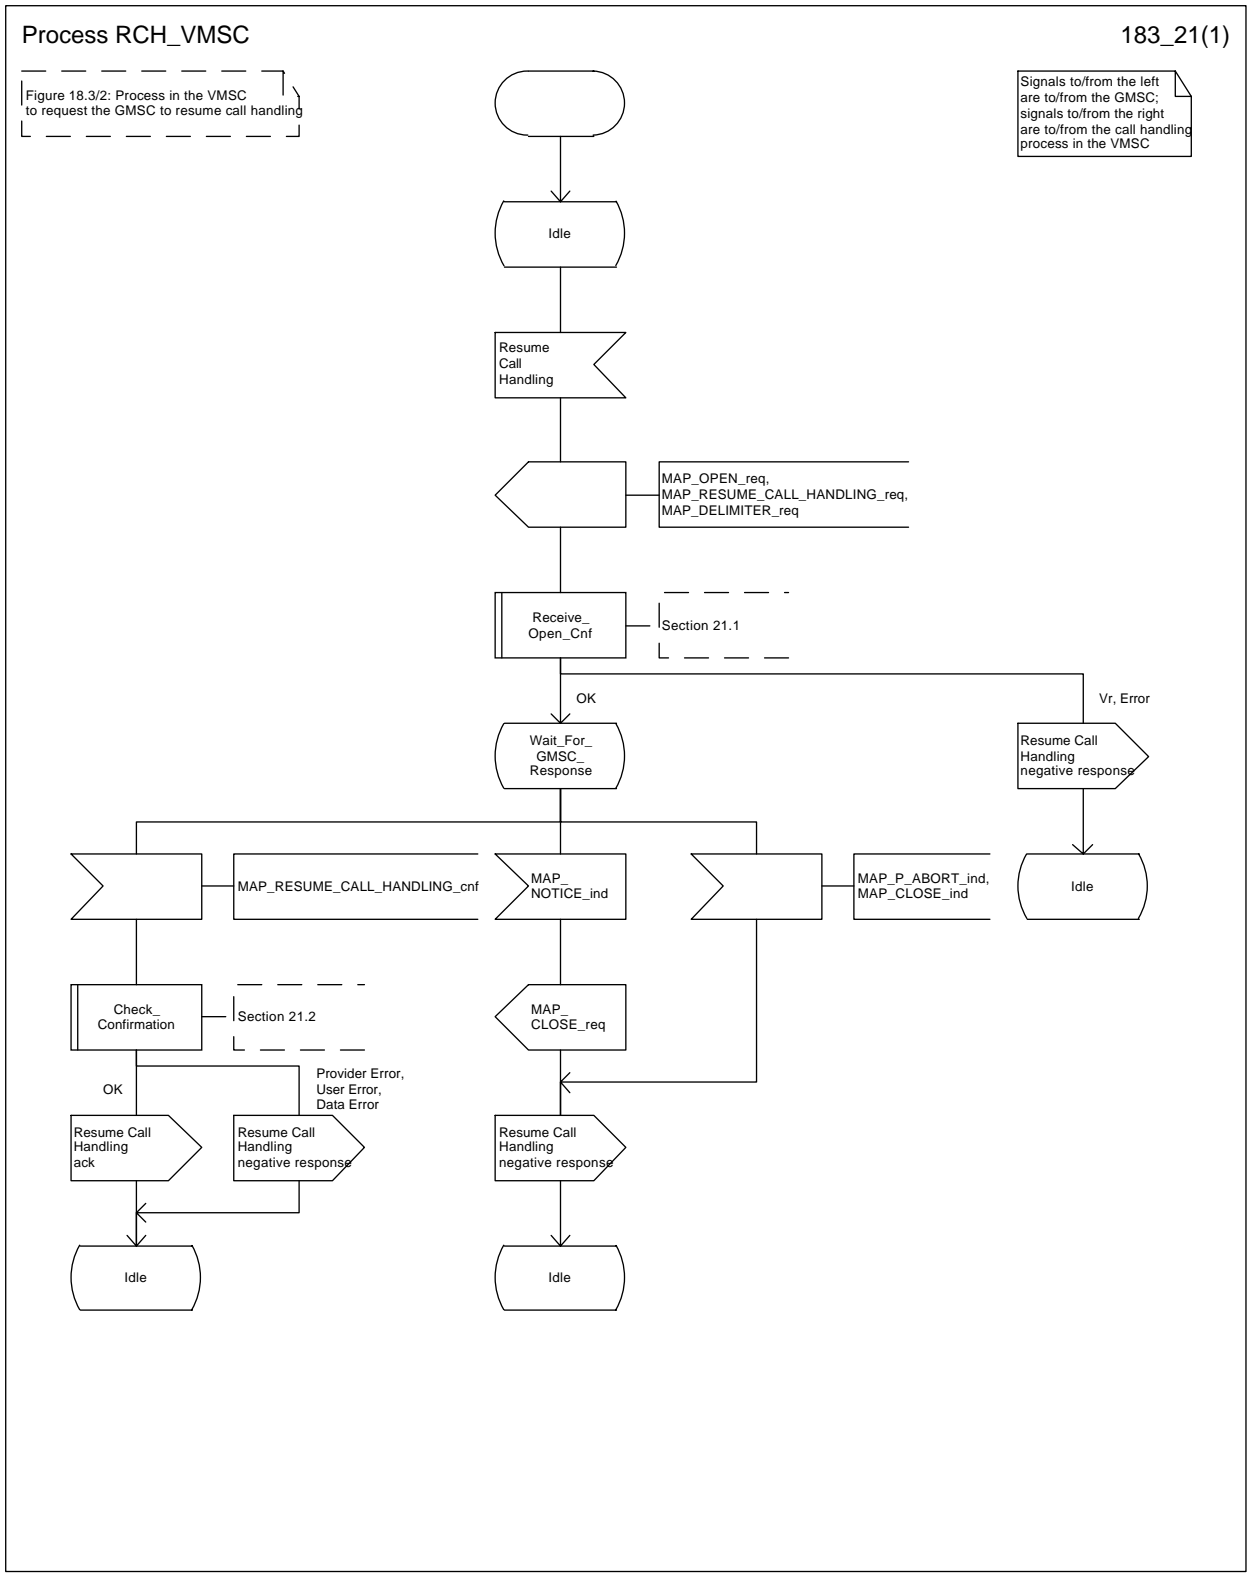 Process RCH_VMSC
183_21(1)
Figure 18.3/2: Process in the VMSC
to request the GMSC to resume call handling
Signals to/from the left
are to/from the GMSC;
signals to/from the right
are to/from the call handling
process in the VMSC
Idle
Resume
Call
Handling
MAP_OPEN_req,
MAP_RESUME_CALL_HANDLING_req,
MAP_DELIMITER_req
Receive_
Open_Cnf
Section 21.1
OK
Vr, Error
Wait_For_
GMSC_
Response
Resume Call
Handling
negative response
MAP_RESUME_CALL_HANDLING_cnf
MAP_
NOTICE_ind
MAP_P_ABORT_ind,
MAP_CLOSE_ind
Idle
Check_
Confirmation
Section 21.2
MAP_
CLOSE_req
OK
Provider Error,
User Error,
Data Error
Resume Call
Handling
ack
Resume Call
Handling
negative response
Resume Call
Handling
negative response
Idle
Idle